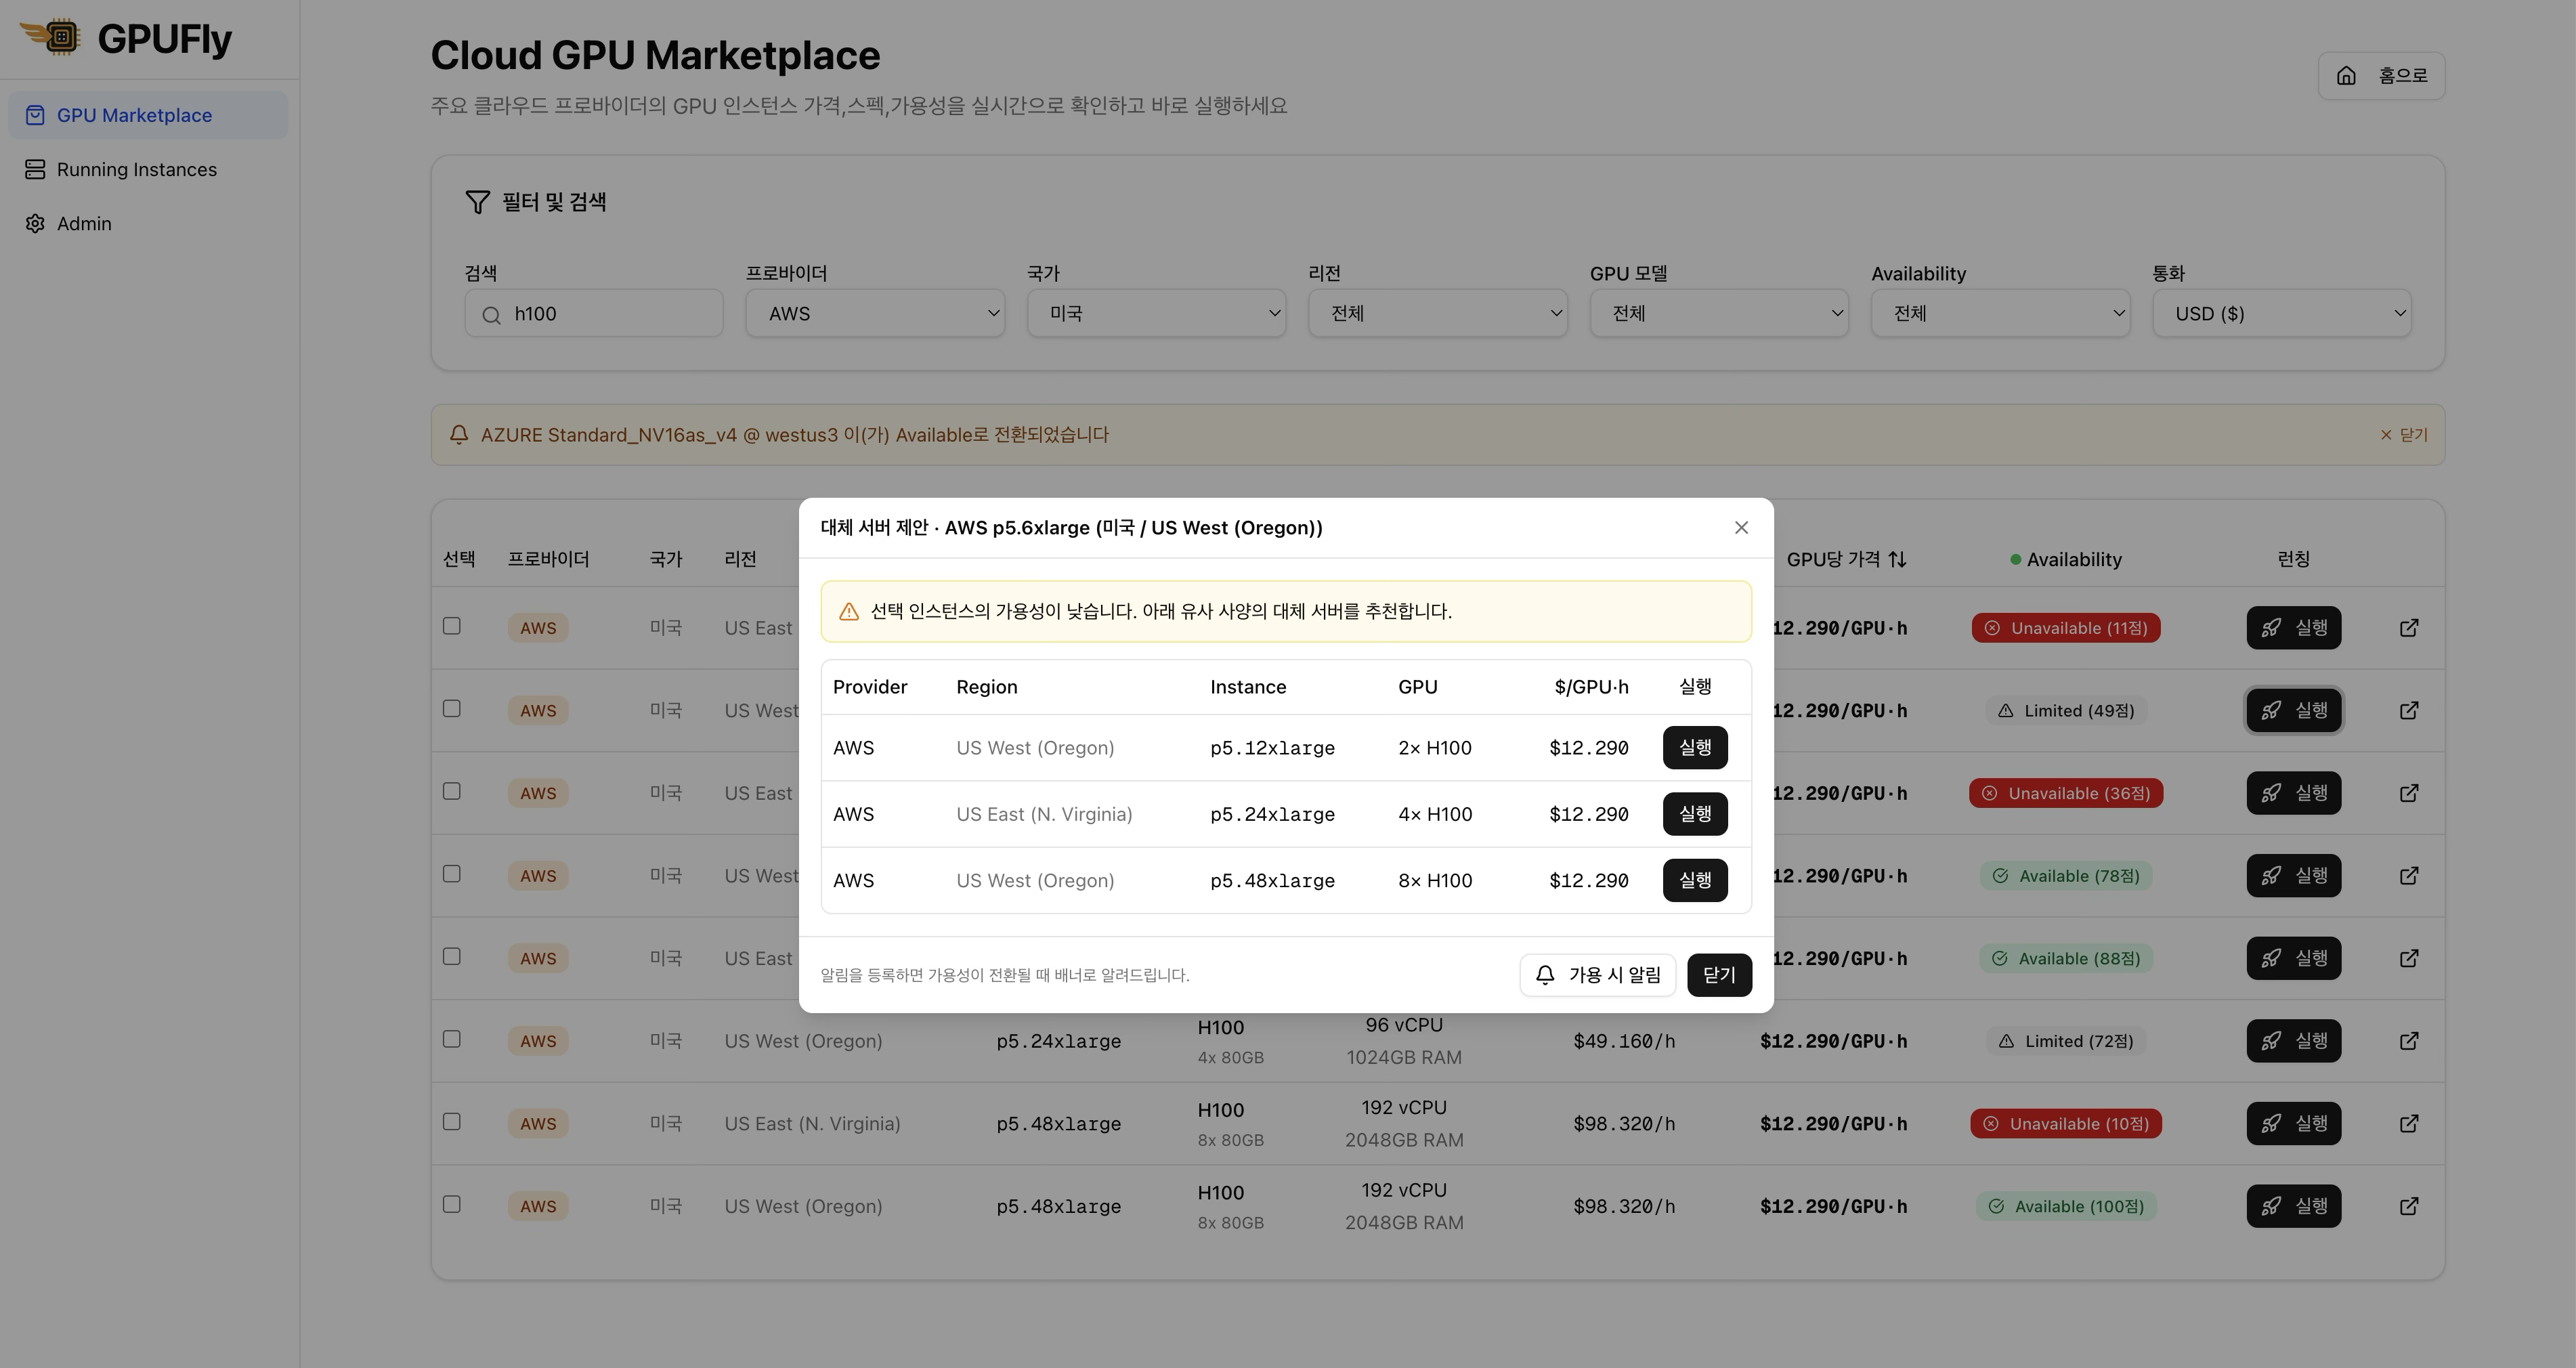 GPUFly
GPU Marketplace
Running Instances
Admin
Cloud GPU Marketplace
주요 클라우드 프로바이더의 GPU 인스턴스 가격,스펙,가용성을 실시간으로 확인하고 바로 실행하세요
홈으로
필터 및 검색
검색 프로바이더 국가 리전 GPU 모델 Availability 통화
h100 AWS 미국 전체 전체 전체 USD ($)
AZURE Standard_NV16as_v4 @ westus3 이(가) Available로 전환되었습니다
× 닫기
선택 프로바이더 국가 리전 GPU당 가격 Availability 런칭
AWS 미국 US East 12.290/GPU·h Unavailable (11점) 실행
AWS 미국 US West 12.290/GPU·h Limited (49점) 실행
AWS 미국 US East 12.290/GPU·h Unavailable (36점) 실행
AWS 미국 US West 12.290/GPU·h Available (78점) 실행
AWS 미국 US East 12.290/GPU·h Available (88점) 실행
AWS 미국 US West (Oregon) p5.24xlarge H100 4x 80GB 96 vCPU 1024GB RAM $49.160/h $12.290/GPU·h Limited (72점) 실행
AWS 미국 US East (N. Virginia) p5.48xlarge H100 8x 80GB 192 vCPU 2048GB RAM $98.320/h $12.290/GPU·h Unavailable (10점) 실행
AWS 미국 US West (Oregon) p5.48xlarge H100 8x 80GB 192 vCPU 2048GB RAM $98.320/h $12.290/GPU·h Available (100점) 실행
대체 서버 제안 · AWS p5.6xlarge (미국 / US West (Oregon))
선택 인스턴스의 가용성이 낮습니다. 아래 유사 사양의 대체 서버를 추천합니다.
Provider Region Instance GPU $/GPU·h 실행
AWS US West (Oregon) p5.12xlarge 2× H100 $12.290 실행
AWS US East (N. Virginia) p5.24xlarge 4× H100 $12.290 실행
AWS US West (Oregon) p5.48xlarge 8× H100 $12.290 실행
알림을 등록하면 가용성이 전환될 때 배너로 알려드립니다.
가용 시 알림
닫기